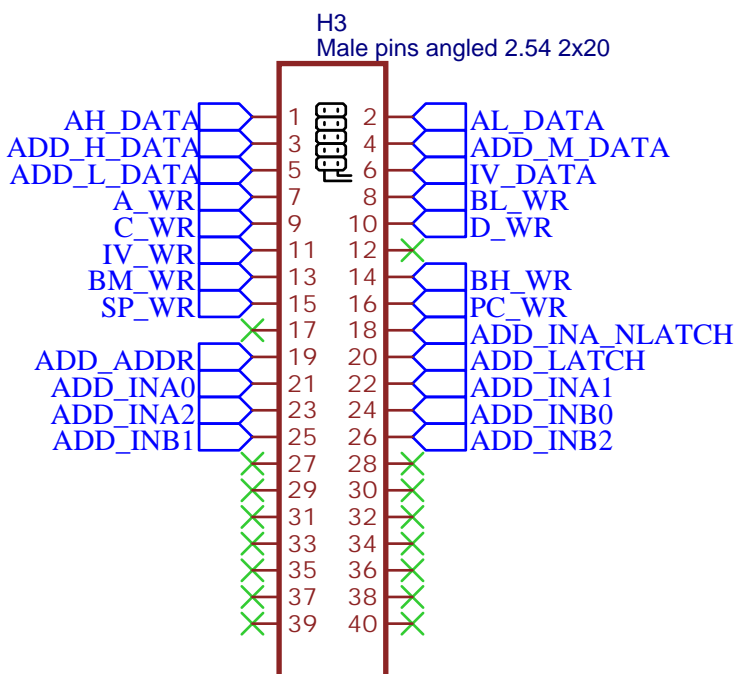 H3
Male pins angled 2.54 2x20
AH_DATA 1 2 AL_DATA
ADD_H_DATA 3 4 ADD_M_DATA
ADD_L_DATA 5 6 IV_DATA
A_WR 7 8 BL_WR
C_WR 9 10 D_WR
IV_WR 11 12
BM_WR 13 14 BH_WR
SP_WR 15 16 PC_WR
17 18 ADD_INA_NLATCH
ADD_ADDR 19 20 ADD_LATCH
ADD_INA0 21 22 ADD_INA1
ADD_INA2 23 24 ADD_INB0
ADD_INB1 25 26 ADD_INB2
27 28
29 30
31 32
33 34
35 36
37 38
39 40